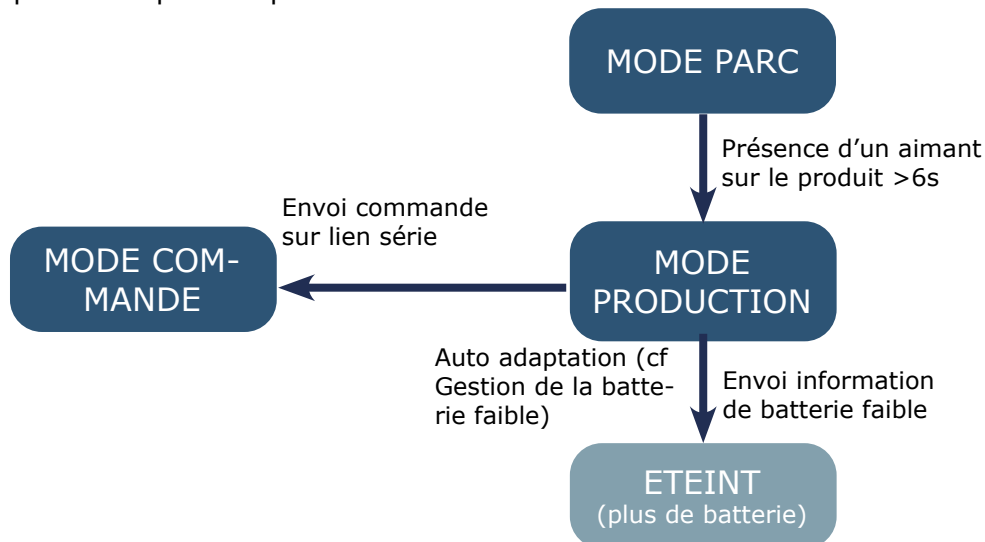 MODE PARC
Présence d'un aimant
sur le produit >6s
Envoi commande
sur lien série
MODE COM-
MANDE
MODE
PRODUCTION
Auto adaptation (cf
Gestion de la batte-
rie faible)
Envoi information
de batterie faible
ETEINT
(plus de batterie)